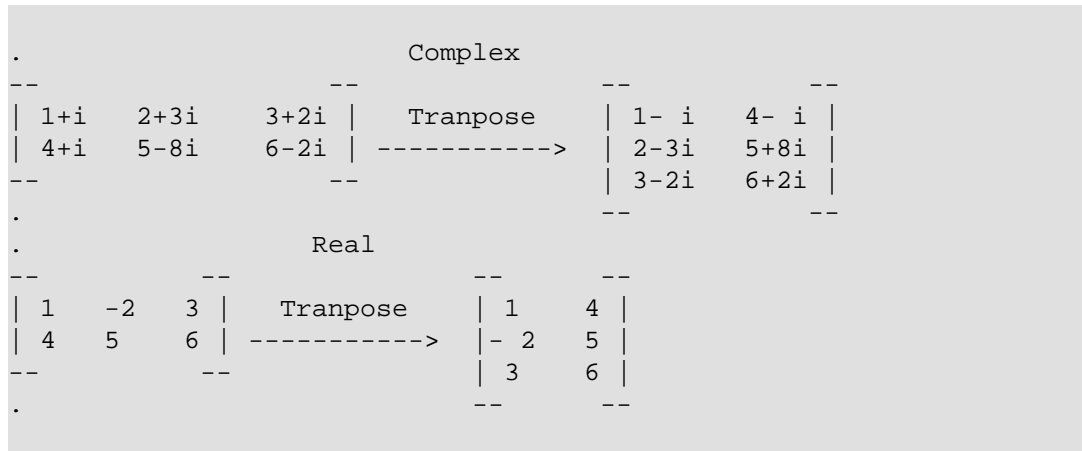 .                        Complex
--                   --                --            --
| 1+i   2+3i    3+2i |   Tranpose    | 1- i   4- i |
| 4+i   5-8i    6-2i | ----------->  | 2-3i   5+8i |
--                   --                | 3-2i   6+2i |
.                                      --            --
.                  Real
--           --                --      --
| 1   -2    3 |   Tranpose    | 1     4 |
| 4   5     6 | ----------->  |- 2    5 |
--           --                | 3     6 |
.                              --      --